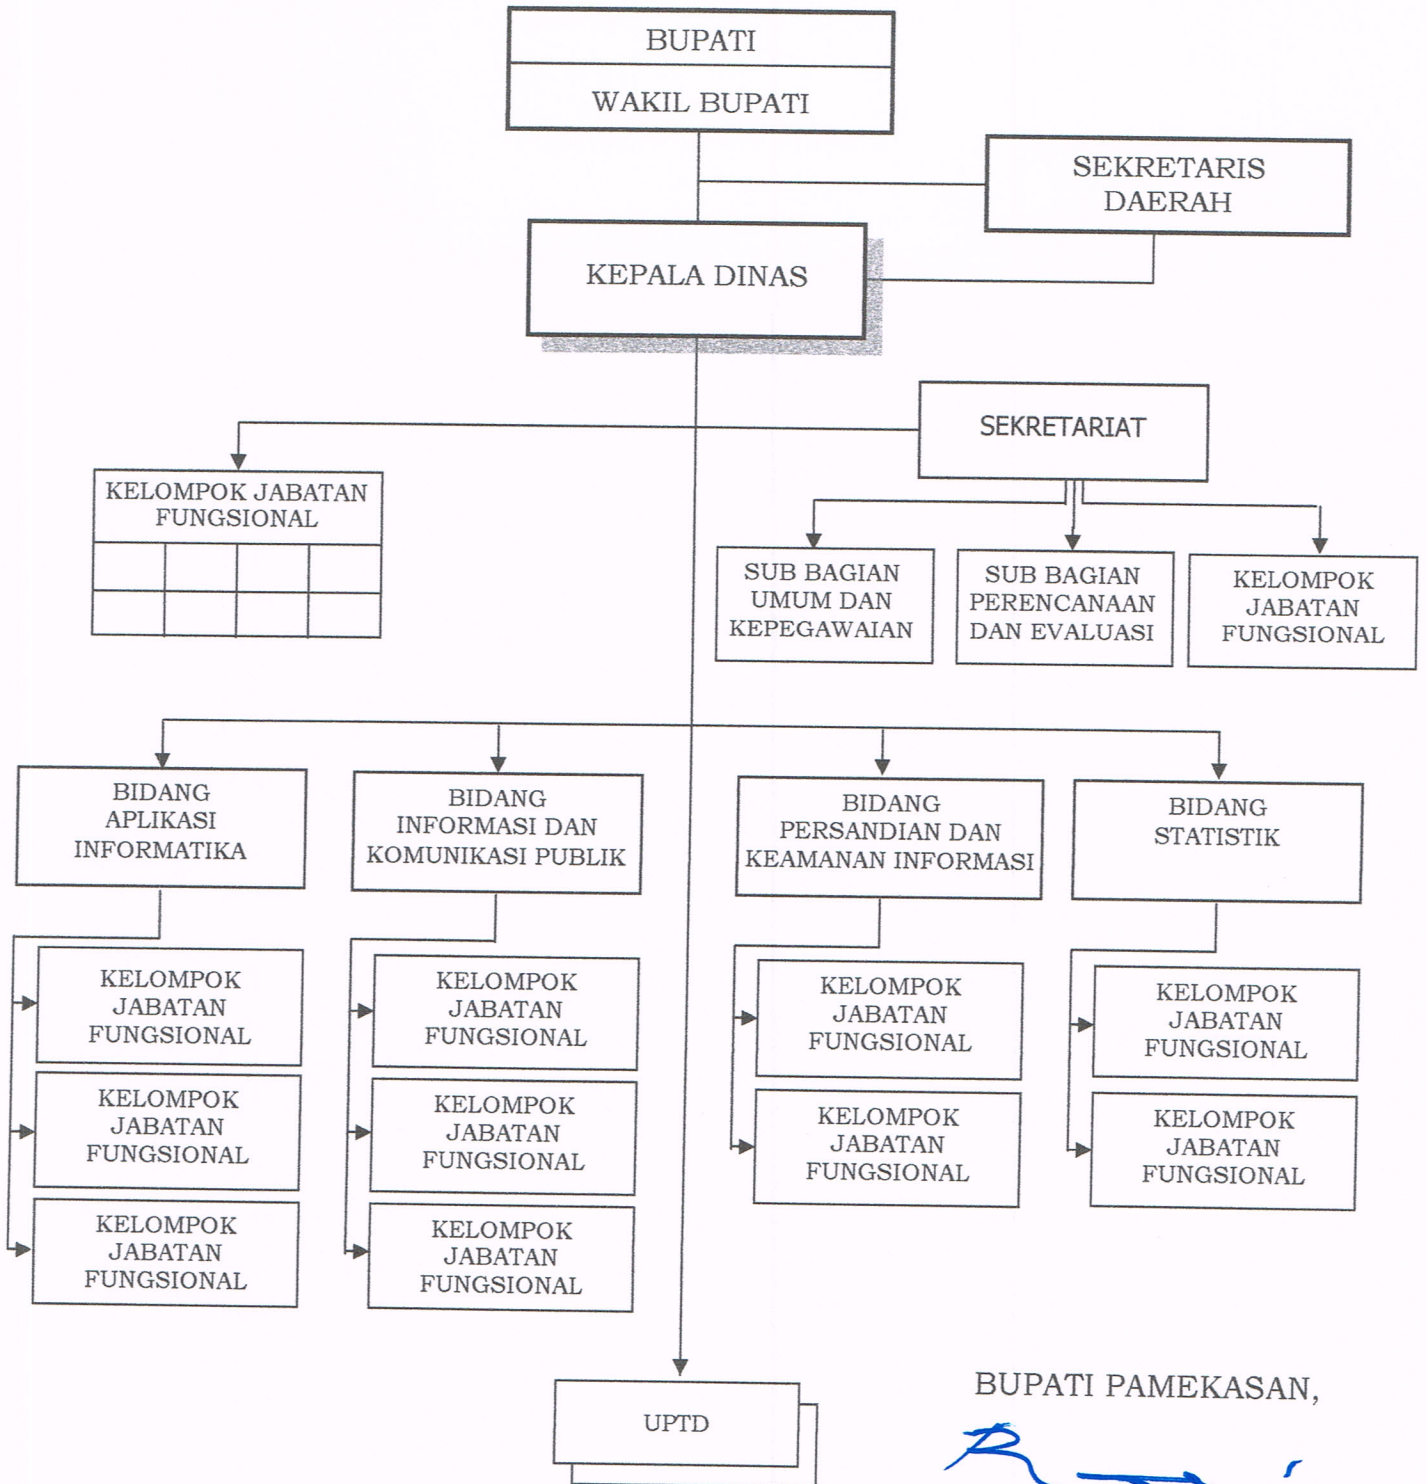 BUPATI
WAKIL BUPATI
SEKRETARIS
DAERAH
KEPALA DINAS
SEKRETARIAT
KELOMPOK JABATAN
FUNGSIONAL
SUB BAGIAN
UMUM DAN
KEPEGAWAIAN
SUB BAGIAN
PERENCANAAN
DAN EVALUASI
KELOMPOK
JABATAN
FUNGSIONAL
BIDANG
APLIKASI
INFORMATIKA
BIDANG
INFORMASI DAN
KOMUNIKASI PUBLIK
BIDANG
PERSANDIAN DAN
KEAMANAN INFORMASI
BIDANG
STATISTIK
KELOMPOK
JABATAN
FUNGSIONAL
KELOMPOK
JABATAN
FUNGSIONAL
KELOMPOK
JABATAN
FUNGSIONAL
KELOMPOK
JABATAN
FUNGSIONAL
KELOMPOK
JABATAN
FUNGSIONAL
KELOMPOK
JABATAN
FUNGSIONAL
KELOMPOK
JABATAN
FUNGSIONAL
KELOMPOK
JABATAN
FUNGSIONAL
KELOMPOK
JABATAN
FUNGSIONAL
KELOMPOK
JABATAN
FUNGSIONAL
UPTD
BUPATI PAMEKASAN,